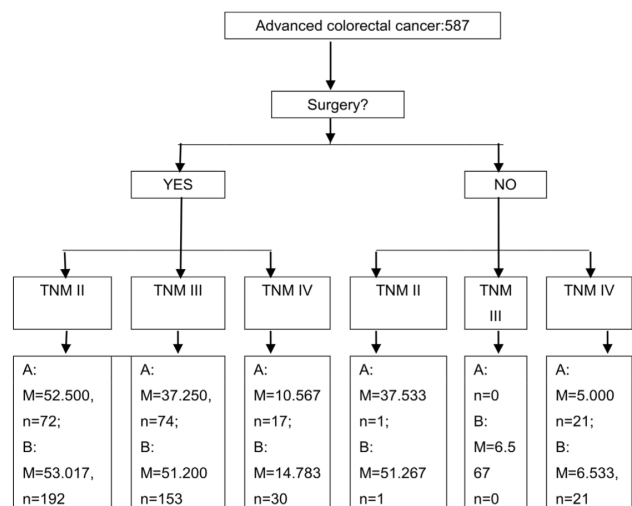 Advanced colorectal cancer:587
Surgery?
YES
NO
TNM II
TNM III
TNM IV
TNM II
TNM
III
TNM IV
A:
M=52.500,
n=72;
B:
M=53.017,
n=192
A:
M=37.250,
n=74;
B:
M=51.200
n=153
A:
M=10.567
n=17;
B:
M=14.783
n=30
A:
M=37.533
n=1;
B:
M=51.267
n=1
A:
n=0
B:
M=6.5
67
n=0
A:
M=5.000
n=21;
B:
M=6.533,
n=21